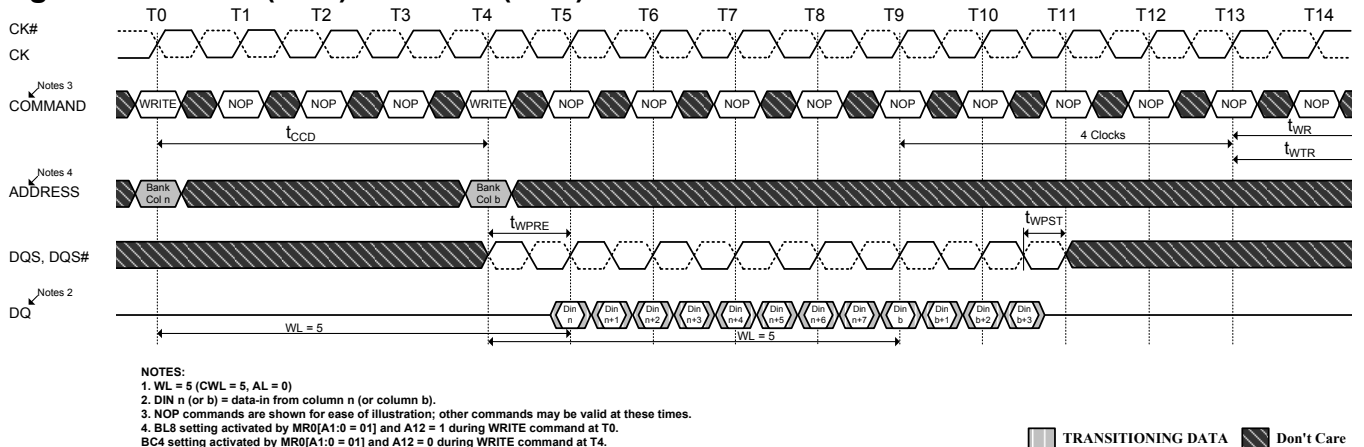 T0 T1 T2 T3 T4 T5 T6 T7 T8 T9 T10 T11 T12 T13 T14
CK#
CK
Notes 3
COMMAND
WRITE NOP NOP NOP WRITE NOP NOP NOP NOP NOP NOP NOP NOP NOP NOP
tCCD
4 Clocks
tWR
tWTR
Notes 4
ADDRESS
Bank Bank
Col n Col b
tWPRE
tWPST
DQS, DQS#
Notes 2
DQ
Din Din Din Din Din Din Din Din Din Din Din Din
n n+1 n+2 n+3 n+4 n+5 n+6 n+7 b b+1 b+2 b+3
WL = 5 WL = 5
NOTES:
1. WL = 5 (CWL = 5, AL = 0)
2. DIN n (or b) = data-in from column n (or column b).
3. NOP commands are shown for ease of illustration; other commands may be valid at these times.
4. BL8 setting activated by MR0[A1:0 = 01] and A12 = 1 during WRITE command at T0.
BC4 setting activated by MR0[A1:0 = 01] and A12 = 0 during WRITE command at T4.
TRANSITIONING DATA Don't Care